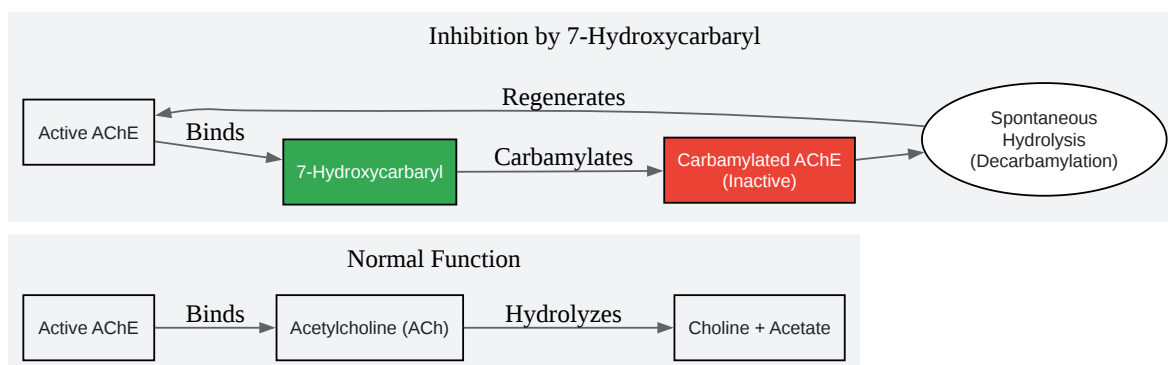 Inhibition by 7-Hydroxycarbaryl
Regenerates
Active AChE
Binds
7-Hydroxycarbaryl
Carbamylates
Carbamylated AChE
(Inactive)
Spontaneous
Hydrolysis
(Decarbamylation)
Normal Function
Active AChE
Binds
Acetylcholine (ACh)
Hydrolyzes
Choline + Acetate